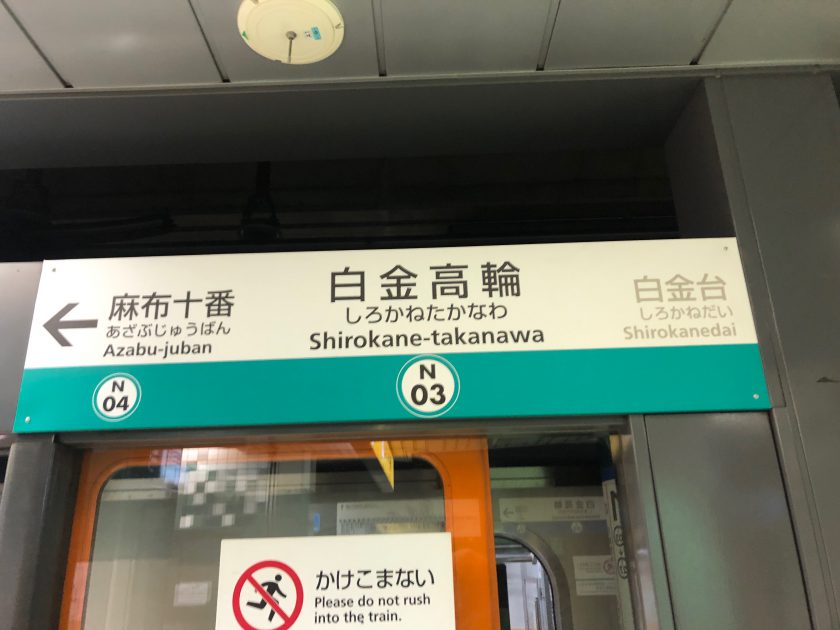 麻布十番
あざぶじゅうばん
Azabu-juban
N
04
白金高輪
しろかねたかなわ
Shirokane-takanawa
N
03
白金台
しろかねだい
Shirokanedai
かけこまない
Please do not rush
into the train.